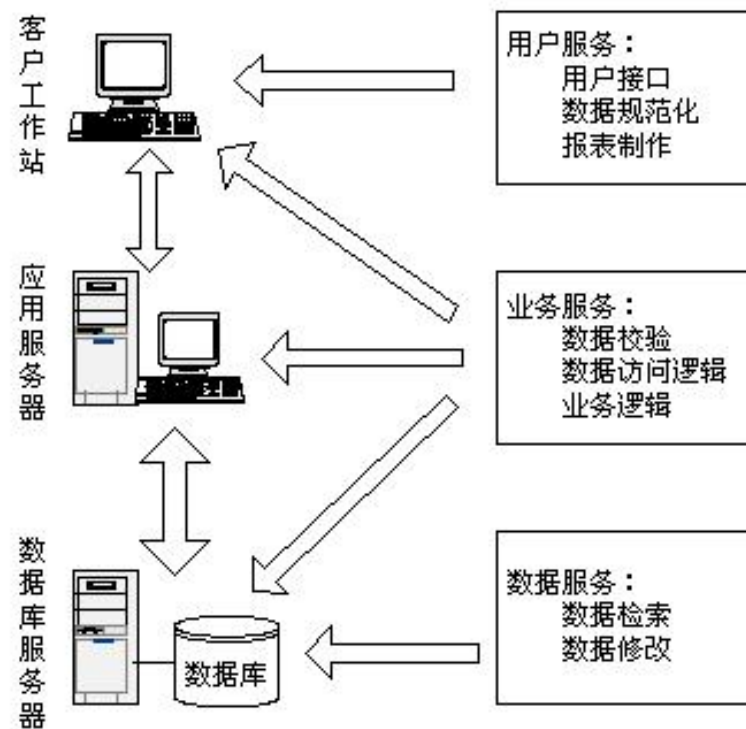 客户工作站
用户服务：
用户接口
数据规范化
报表制作
应用服务器
业务服务：
数据校验
数据访问逻辑
业务逻辑
数据库服务器
数据库
数据服务：
数据检索
数据修改